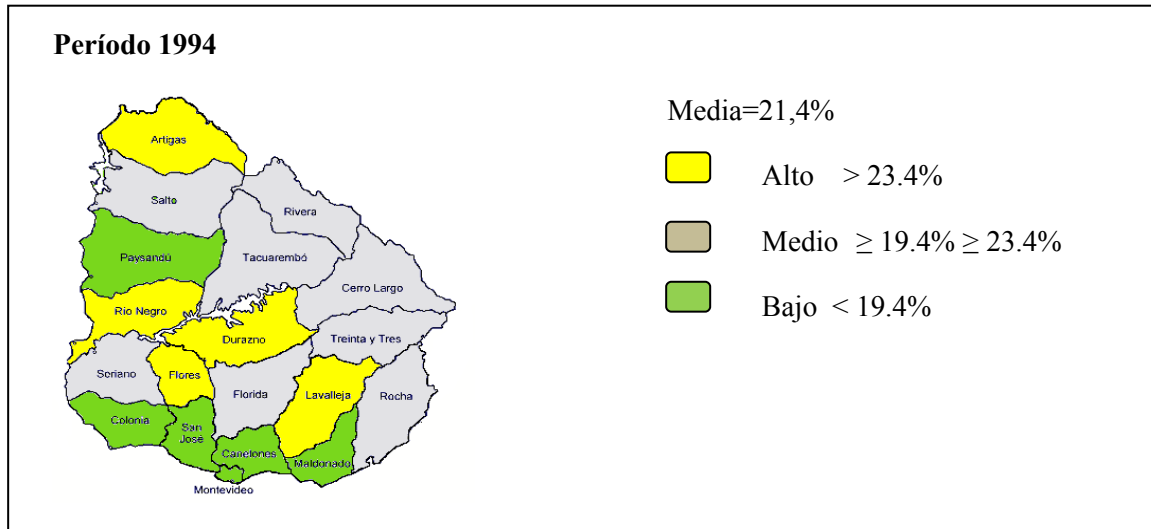 Período 1994
Media=21,4%
Alto > 23.4%
Medio ≥ 19.4% ≥ 23.4%
Bajo < 19.4%
Artigas
Salto
Rivera
Paysandú
Tacuarembó
Cerro Largo
Río Negro
Durazno
Treinta y Tres
Soriano
Flores
Florida
Lavalleja
Rocha
Colonia
San
José
Canelones
Maldonado
Montevideo